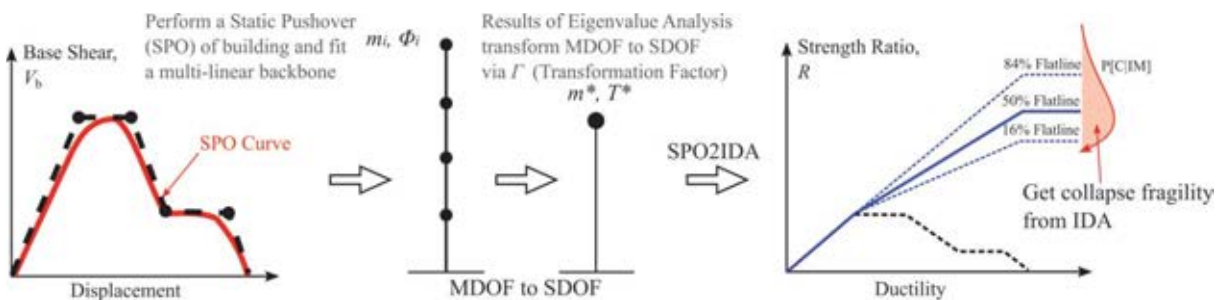 Base Shear,
V_b
Perform a Static Pushover
(SPO) of building and fit
a multi-linear backbone
SPO Curve
Displacement
m_i, Φ_i
Results of Eigenvalue Analysis
transform MDOF to SDOF
via Γ (Transformation Factor)
m*, T*
MDOF to SDOF
SPO2IDA
Strength Ratio,
R
84% Flatline
P[C|IM]
50% Flatline
16% Flatline
Get collapse fragility
from IDA
Ductility